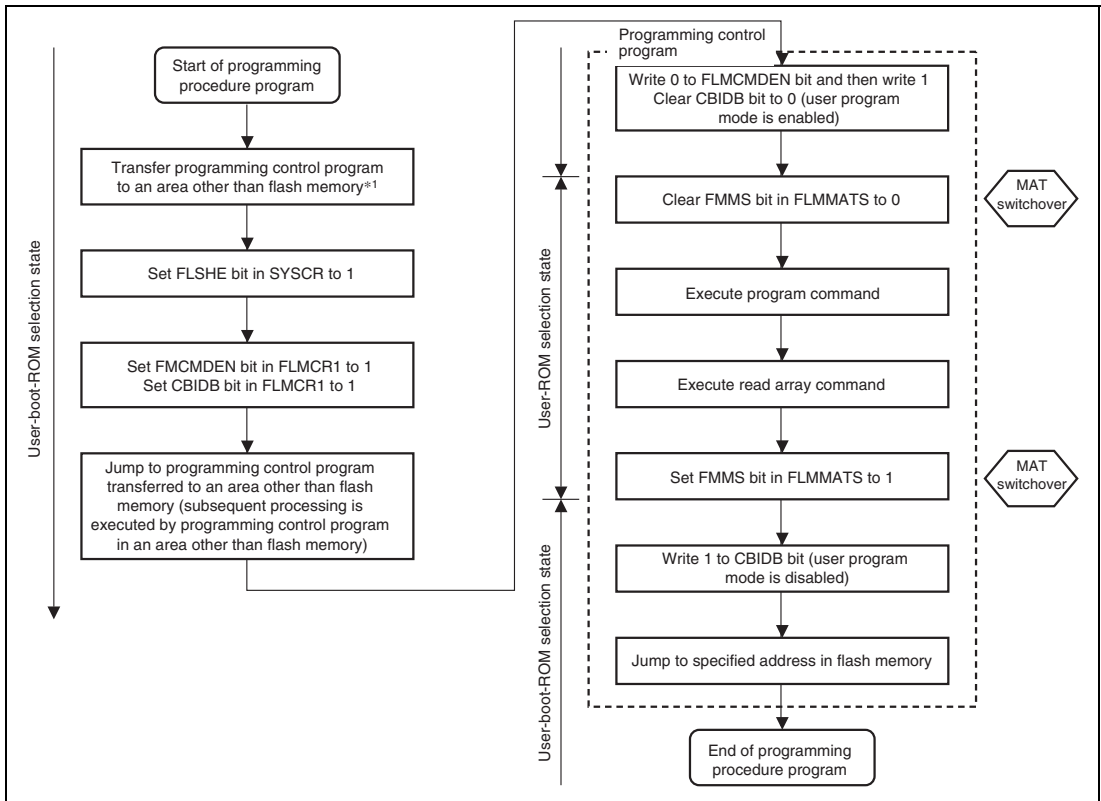 Start of programming
procedure program
Transfer programming control program
to an area other than flash memory*1
Set FLSHE bit in SYSCR to 1
Set FMCMDEN bit in FLMCR1 to 1
Set CBIDB bit in FLMCR1 to 1
Jump to programming control program
transferred to an area other than flash
memory (subsequent processing is
executed by programming control program
in an area other than flash memory)
User-boot-ROM selection state
Programming control
program
Write 0 to FLMCMDEN bit and then write 1
Clear CBIDB bit to 0 (user program
mode is enabled)
Clear FMMS bit in FLMMATS to 0
MAT
switchover
Execute program command
Execute read array command
User-ROM selection state
Set FMMS bit in FLMMATS to 1
MAT
switchover
Write 1 to CBIDB bit (user program
mode is disabled)
Jump to specified address in flash memory
User-boot-ROM selection state
End of programming
procedure program